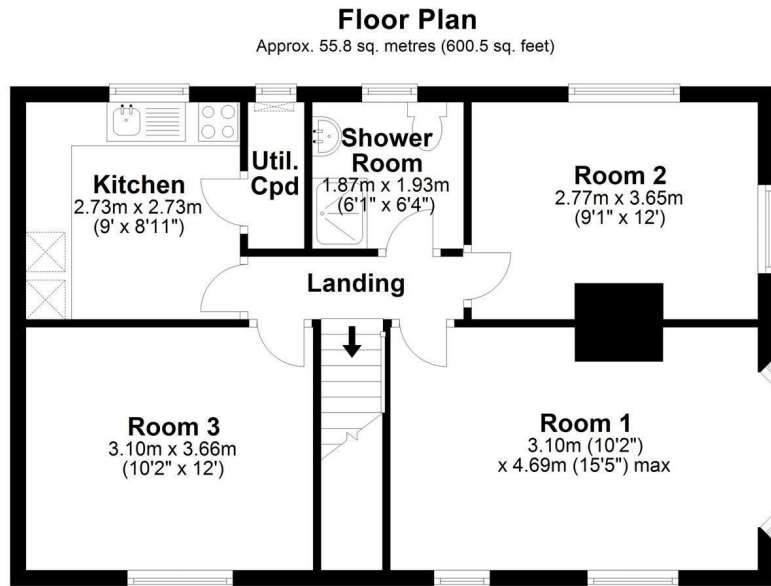 Floor Plan
Approx. 55.8 sq. metres (600.5 sq. feet)
Kitchen
2.73m x 2.73m
(9' x 8'11")
Util.
Cpd
Shower
Room
1.87m x 1.93m
(6'1" x 6'4")
Room 2
2.77m x 3.65m
(9'1" x 12')
Landing
Room 3
3.10m x 3.66m
(10'2" x 12')
Room 1
3.10m (10'2")
x 4.69m (15'5") max